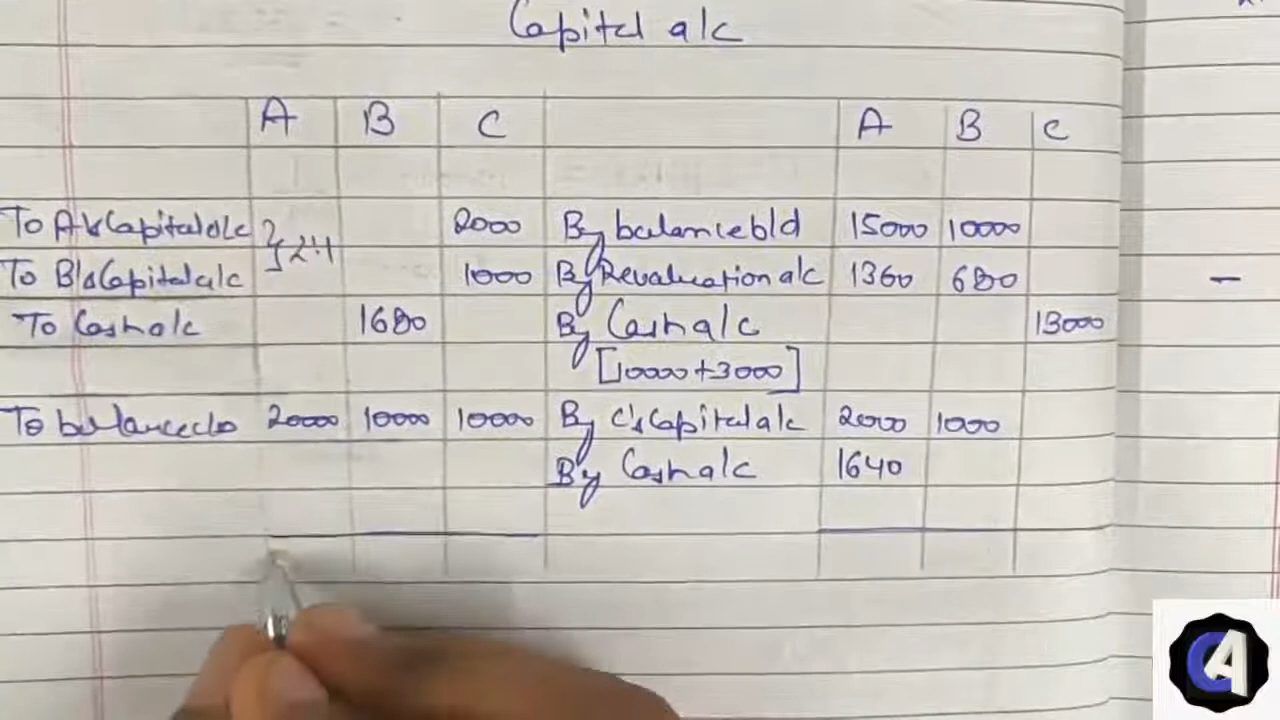 Capital a/c
A B C A B C
To A's Capital a/c } 2:1 2000 By balance b/d 15000 10000
To B's Capital a/c 1000 By Revaluation a/c 1360 680
To Cash a/c 1680 By Cash a/c 13000
[10000+3000]
To balance c/o 20000 10000 10000 By C's Capital a/c 2000 1000
By Cash a/c 1640
CA